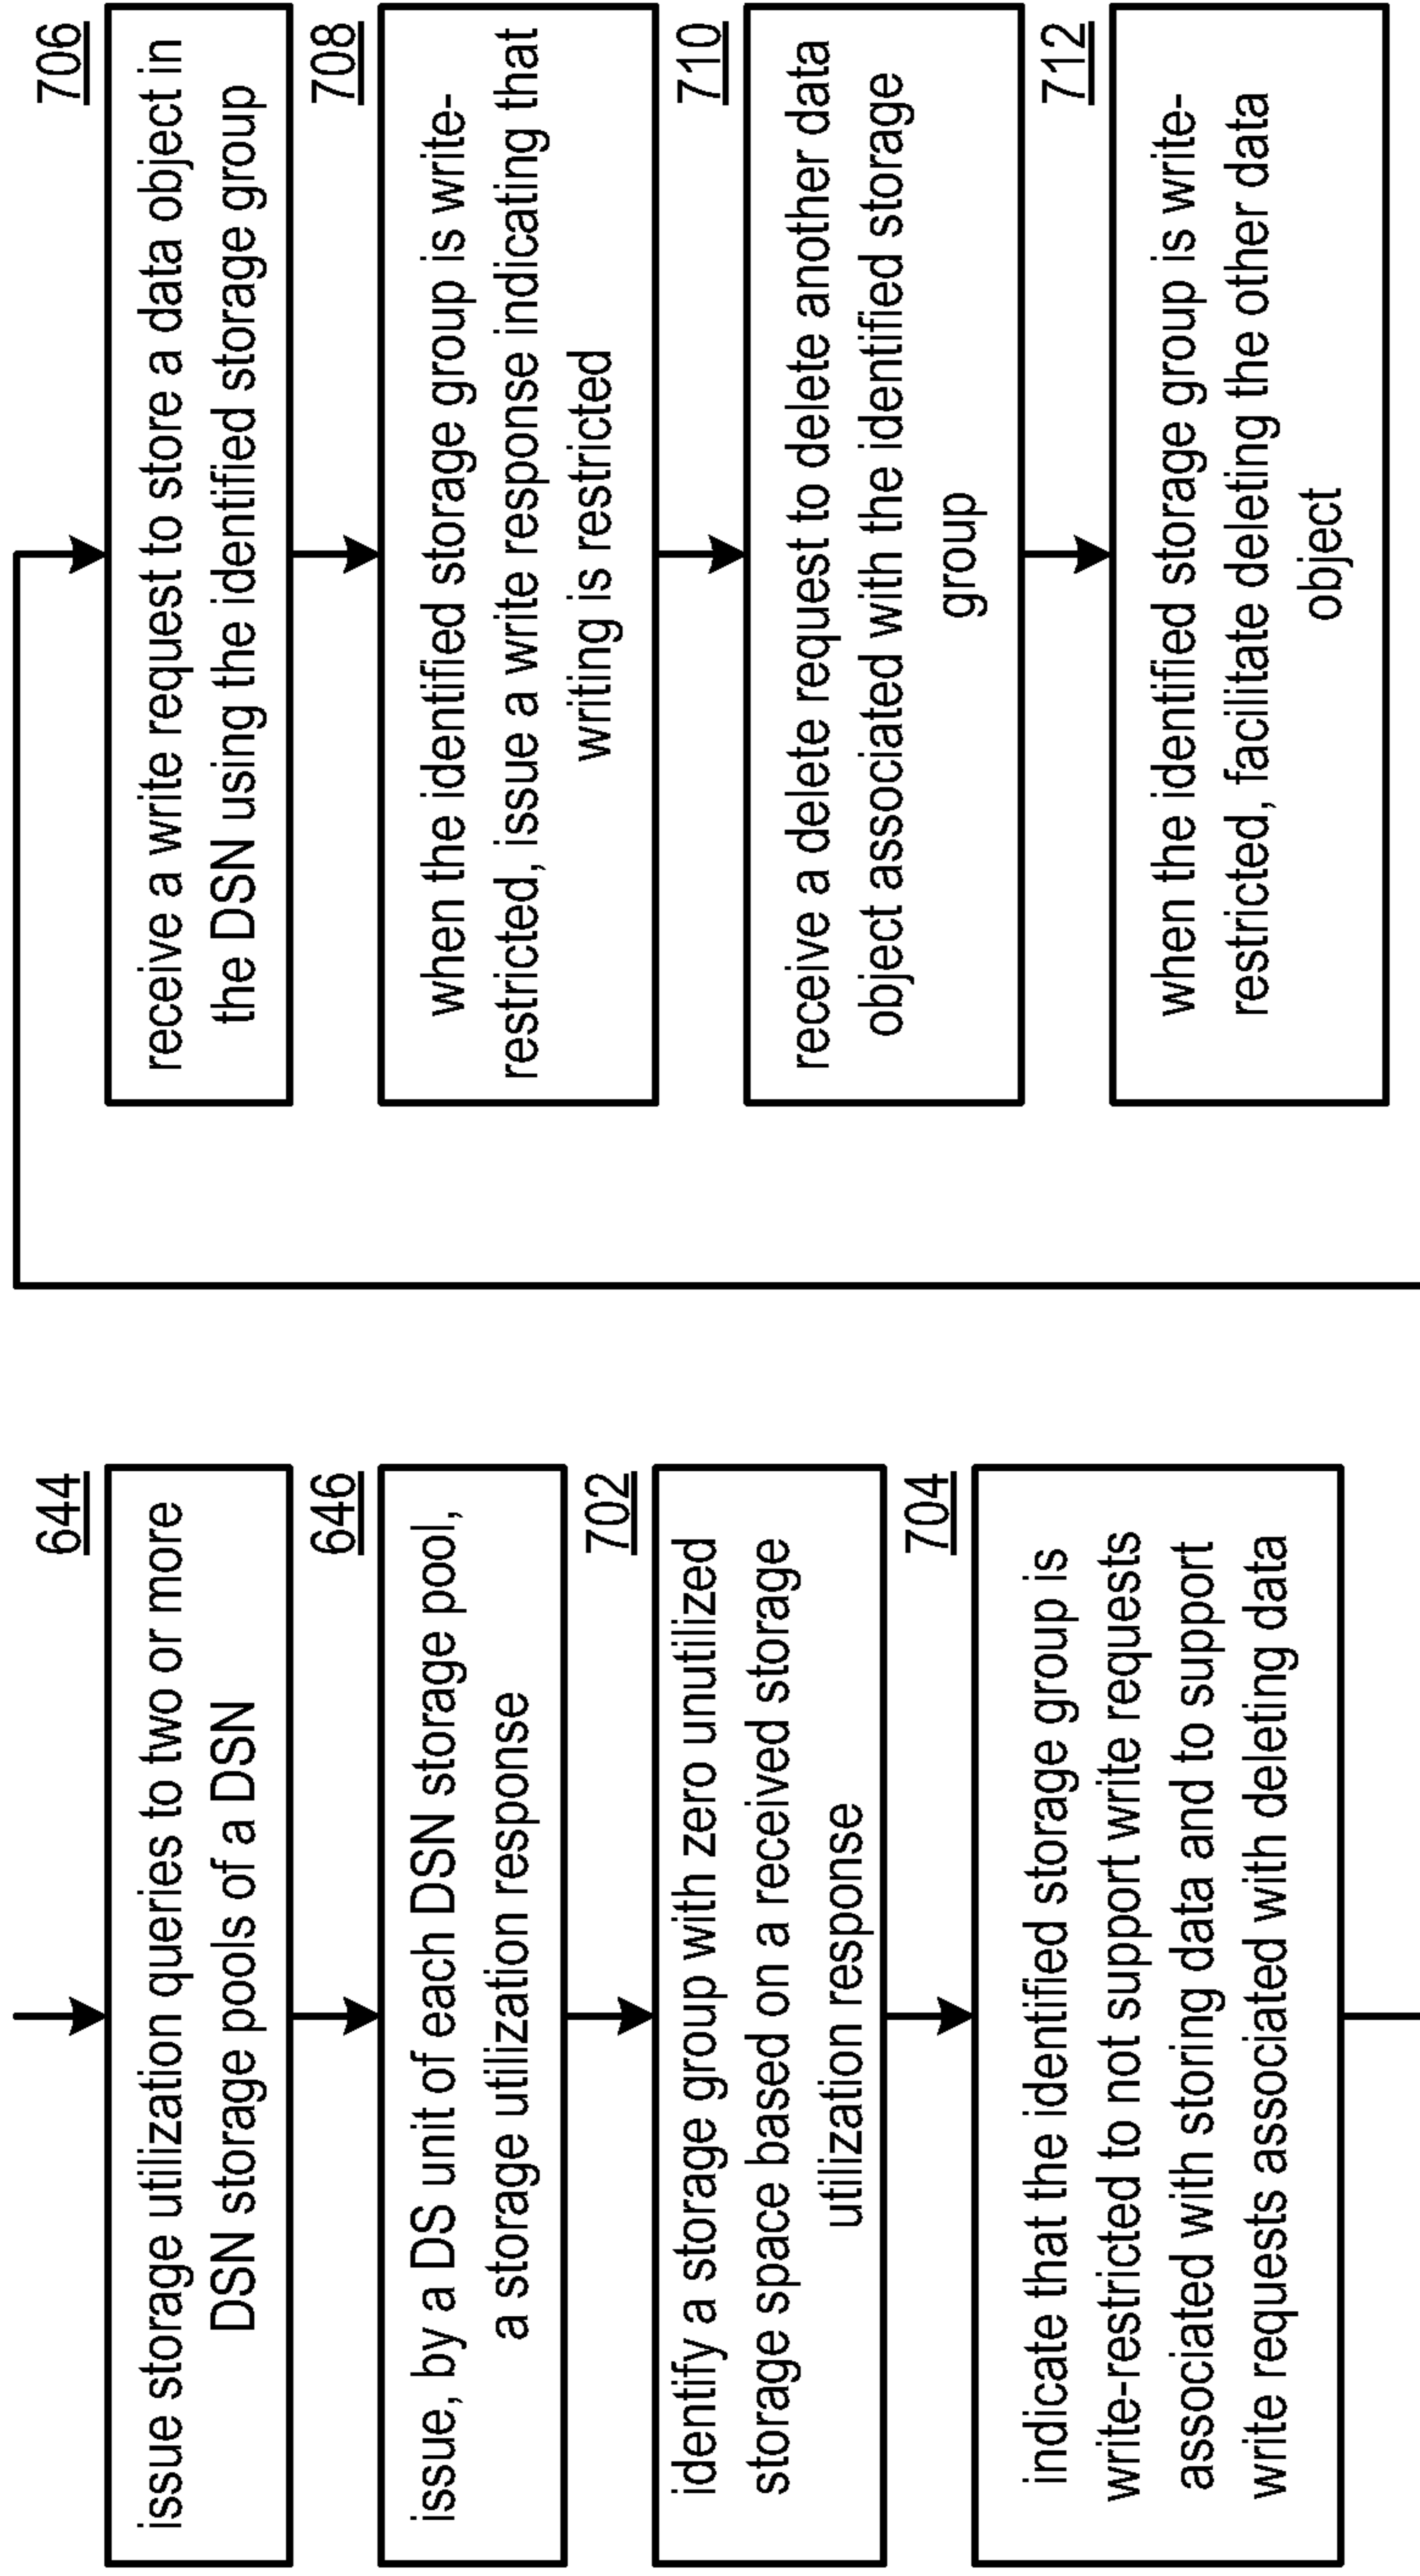 644
issue storage utilization queries to two or more
DSN storage pools of a DSN
646
issue, by a DS unit of each DSN storage pool,
a storage utilization response
702
identify a storage group with zero unutilized
storage space based on a received storage
utilization response
704
indicate that the identified storage group is
write-restricted to not support write requests
associated with storing data and to support
write requests associated with deleting data
706
receive a write request to store a data object in
the DSN using the identified storage group
708
when the identified storage group is write-
restricted, issue a write response indicating that
writing is restricted
710
receive a delete request to delete another data
object associated with the identified storage
group
712
when the identified storage group is write-
restricted, facilitate deleting the other data
object